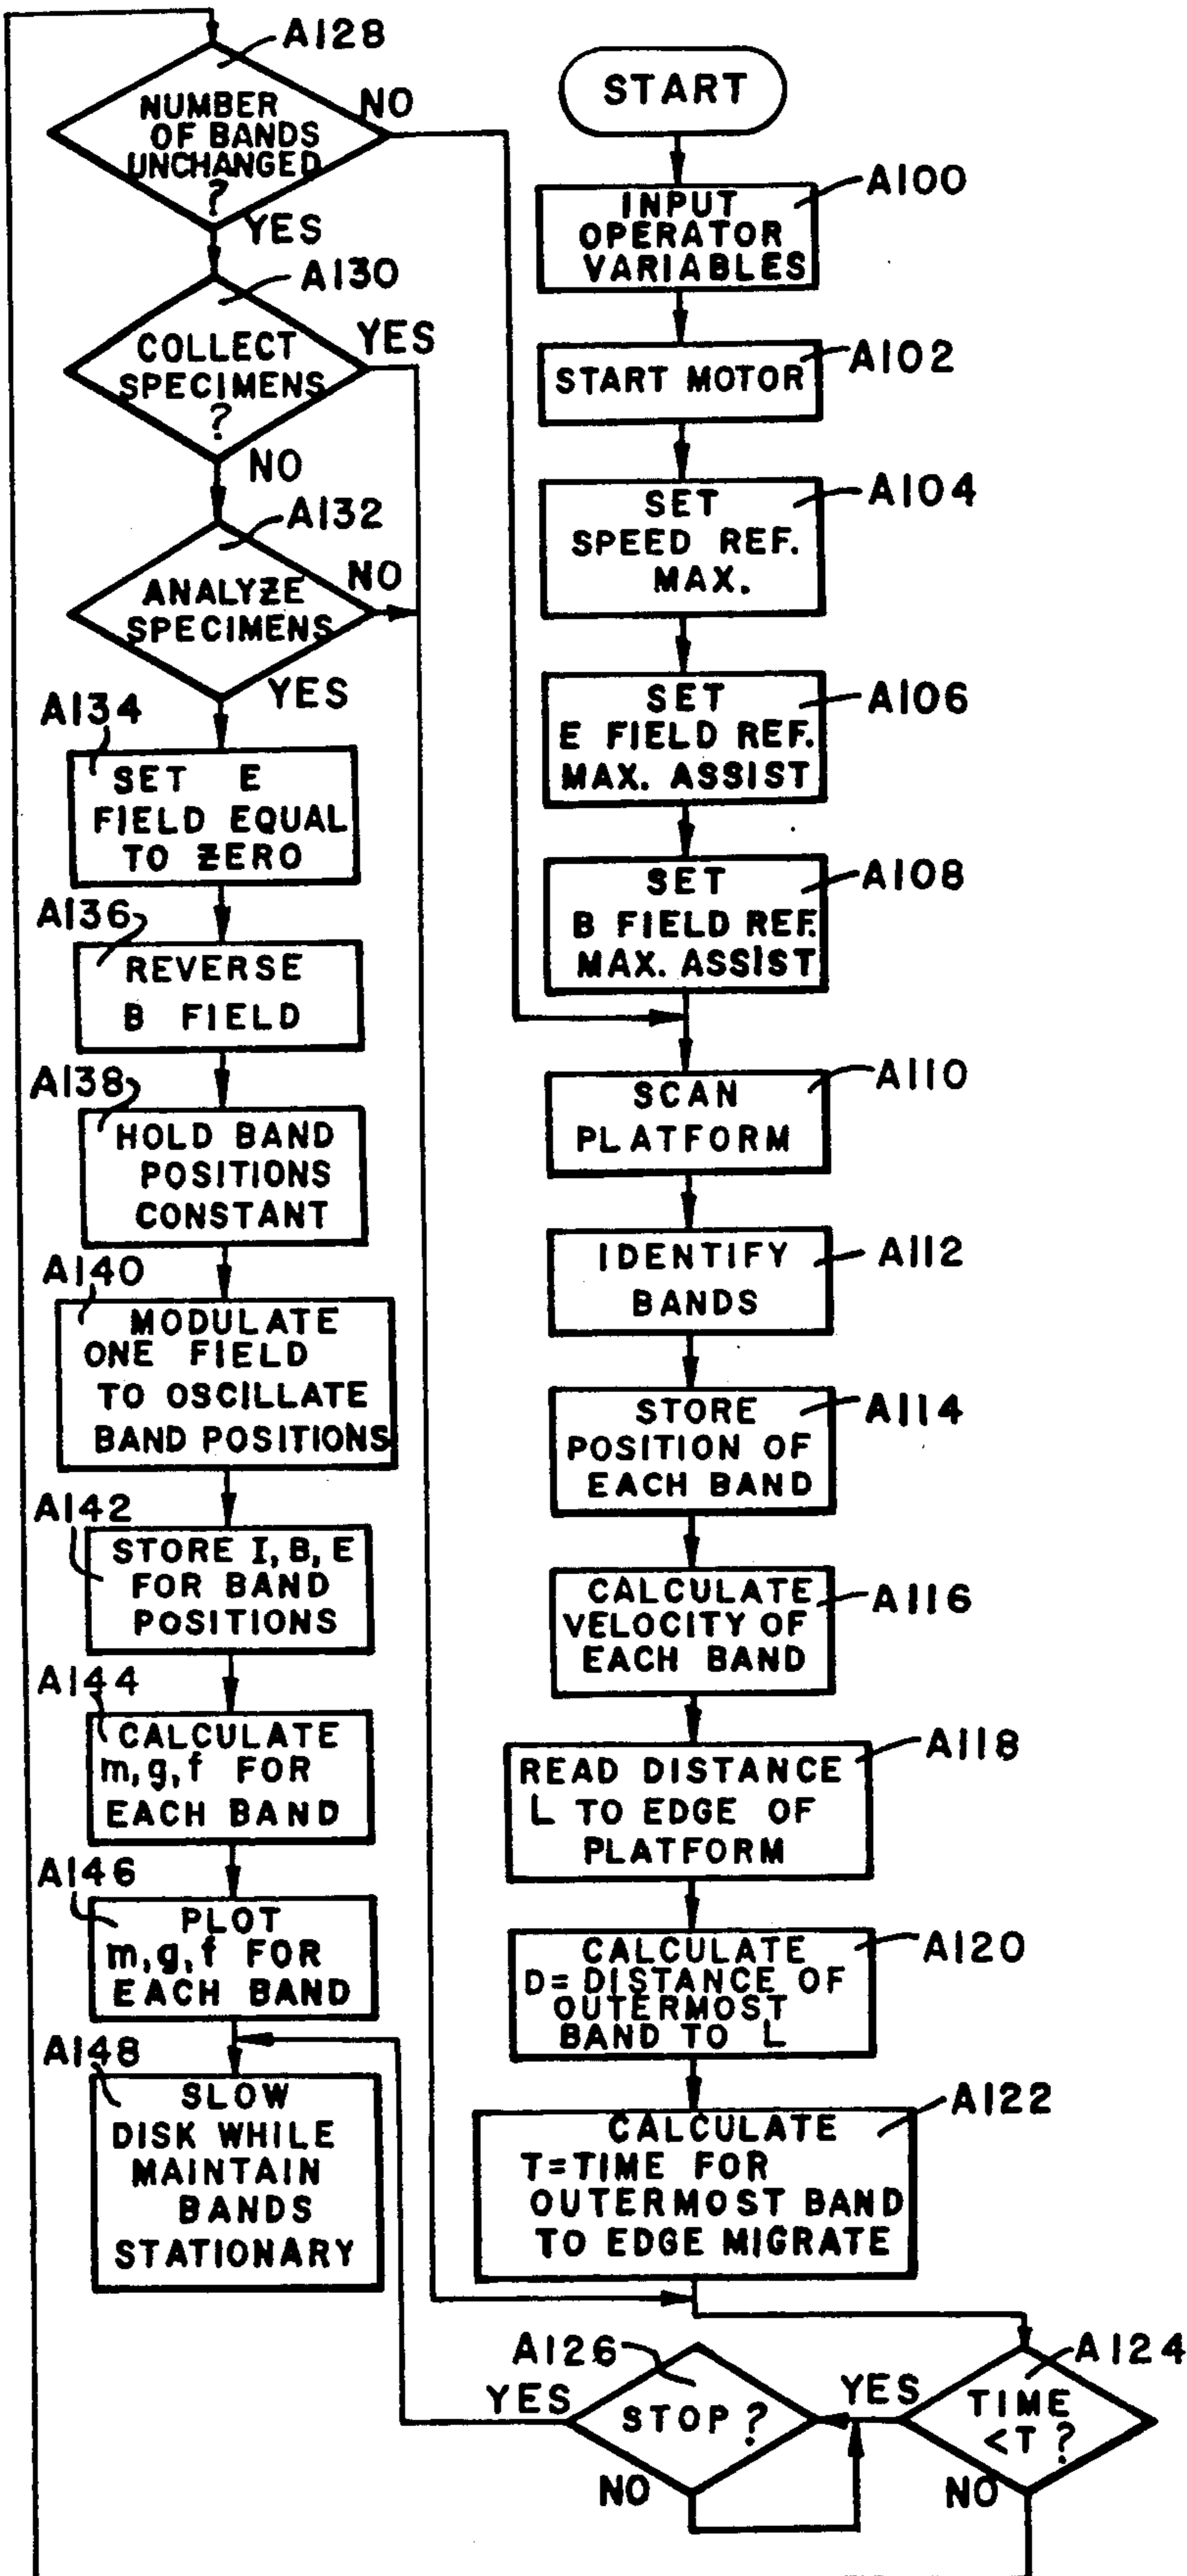 A128
NUMBER
OF BANDS
UNCHANGED
?
NO
YES
A130
COLLECT
SPECIMENS
?
YES
NO
A132
ANALYZE
SPECIMENS
NO
YES
A134
SET E
FIELD EQUAL
TO ZERO
A136
REVERSE
B FIELD
A138
HOLD BAND
POSITIONS
CONSTANT
A140
MODULATE
ONE FIELD
TO OSCILLATE
BAND POSITIONS
A142
STORE I, B, E
FOR BAND
POSITIONS
A144
CALCULATE
m, g, f FOR
EACH BAND
A146
PLOT
m, g, f FOR
EACH BAND
A148
SLOW
DISK WHILE
MAINTAIN
BANDS
STATIONARY
START
A100
INPUT
OPERATOR
VARIABLES
A102
START MOTOR
A104
SET
SPEED REF.
MAX.
A106
SET
E FIELD REF.
MAX. ASSIST
A108
SET
B FIELD REF.
MAX. ASSIST
A110
SCAN
PLATFORM
A112
IDENTIFY
BANDS
A114
STORE
POSITION OF
EACH BAND
A116
CALCULATE
VELOCITY OF
EACH BAND
A118
READ DISTANCE
L TO EDGE OF
PLATFORM
A120
CALCULATE
D= DISTANCE OF
OUTERMOST
BAND TO L
A122
CALCULATE
T=TIME FOR
OUTERMOST BAND
TO EDGE MIGRATE
A124
TIME
<T ?
YES
NO
A126
STOP ?
YES
NO